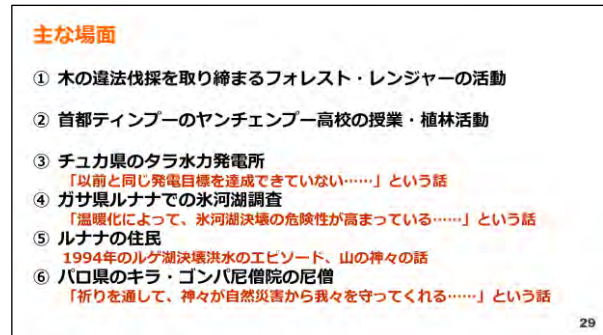 主な場面
① 木の違法伐採を取り締まるフォレスト・レンジャーの活動
② 首都ティンプーのヤンチェンプー高校の授業・植林活動
③ チュカ県のタラ水力発電所
「以前と同じ発電目標を達成できていない……」という話
④ ガサ県ルナナでの氷河湖調査
「温暖化によって、氷河湖決壊の危険性が高まっている……」という話
⑤ ルナナの住民
1994年のルゲ湖決壊洪水のエピソード、山の神々の話
⑥ パロ県のキラ・ゴンパ尼僧院の尼僧
「祈りを通して、神々が自然災害から我々を守ってくれる……」という話
29